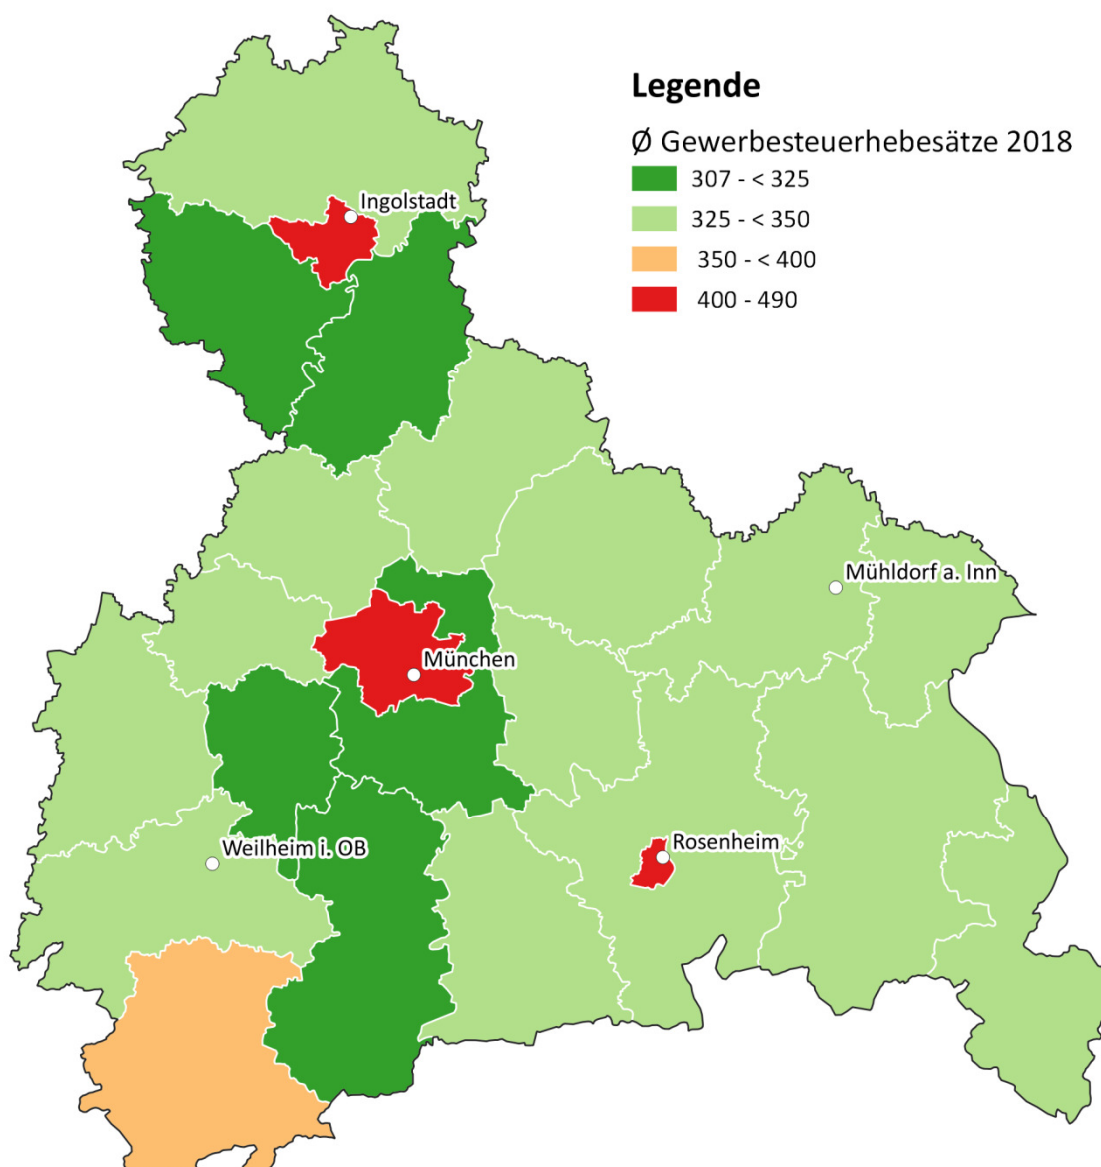 Legende
Ø Gewerbesteuerhebesätze 2018
307 - < 325
325 - < 350
350 - < 400
400 - 490
Ingolstadt
Mühldorf a. Inn
München
Rosenheim
Weilheim i. OB